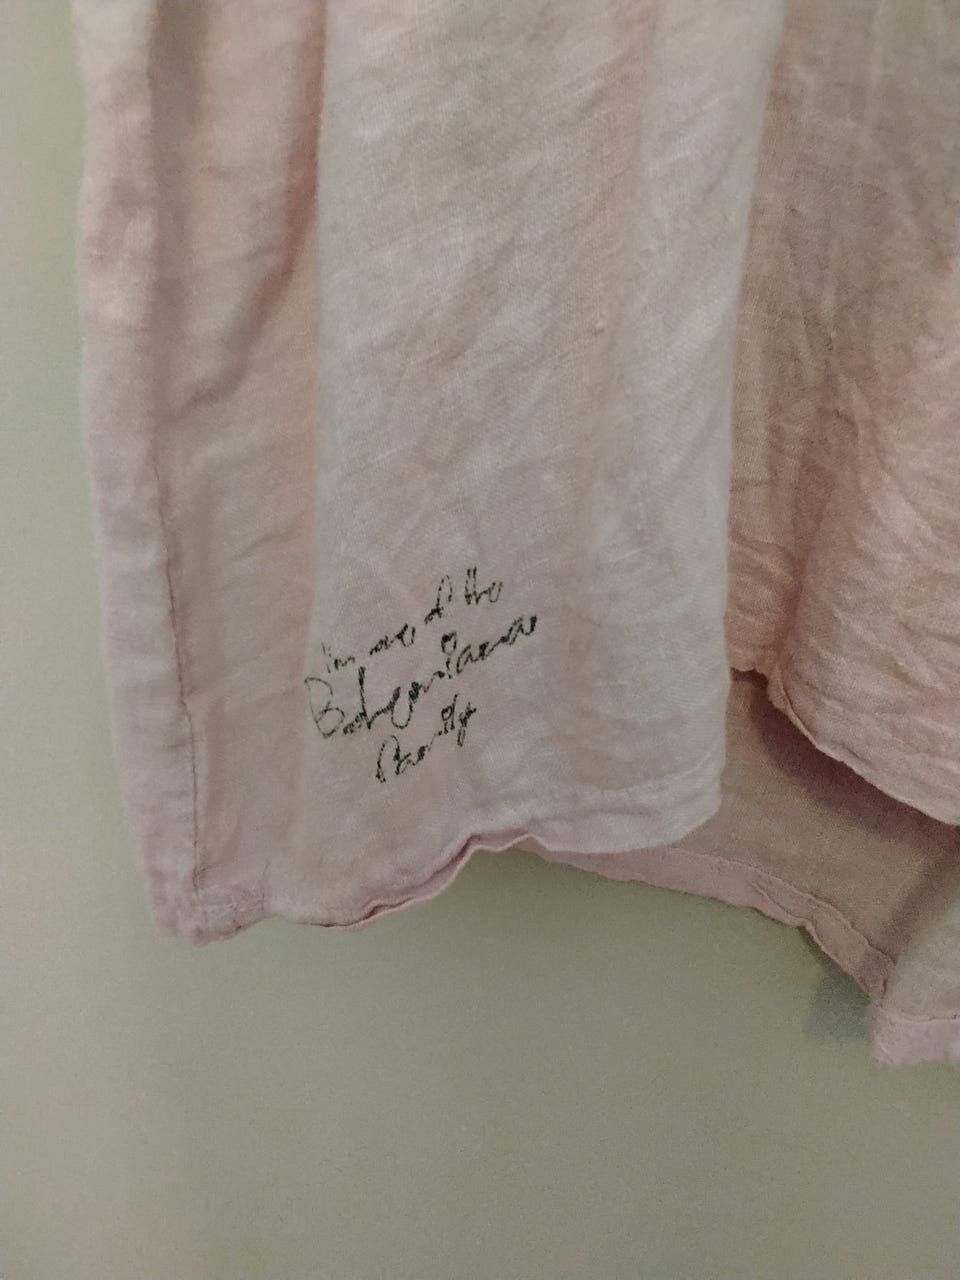 I'm one of the
Bohemiana
Family